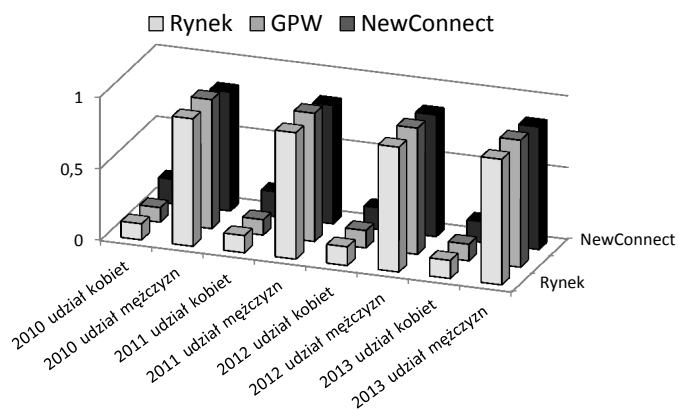 Rynek GPW NewConnect
1
0,5
0
NewConnect
Rynek
2010 udział kobiet
2010 udział mężczyzn
2011 udział kobiet
2011 udział mężczyzn
2012 udział kobiet
2012 udział mężczyzn
2013 udział kobiet
2013 udział mężczyzn